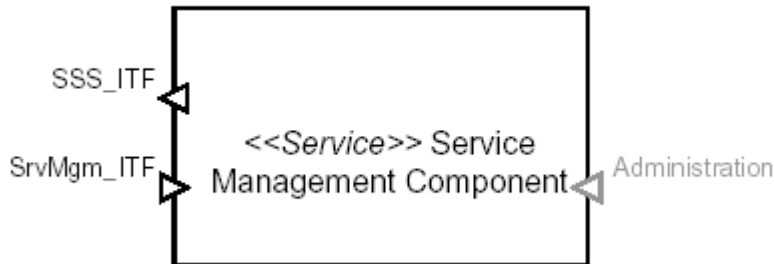 SSS_ITF
<<Service>> Service
SrvMgm_ITF
Management Component
Administration